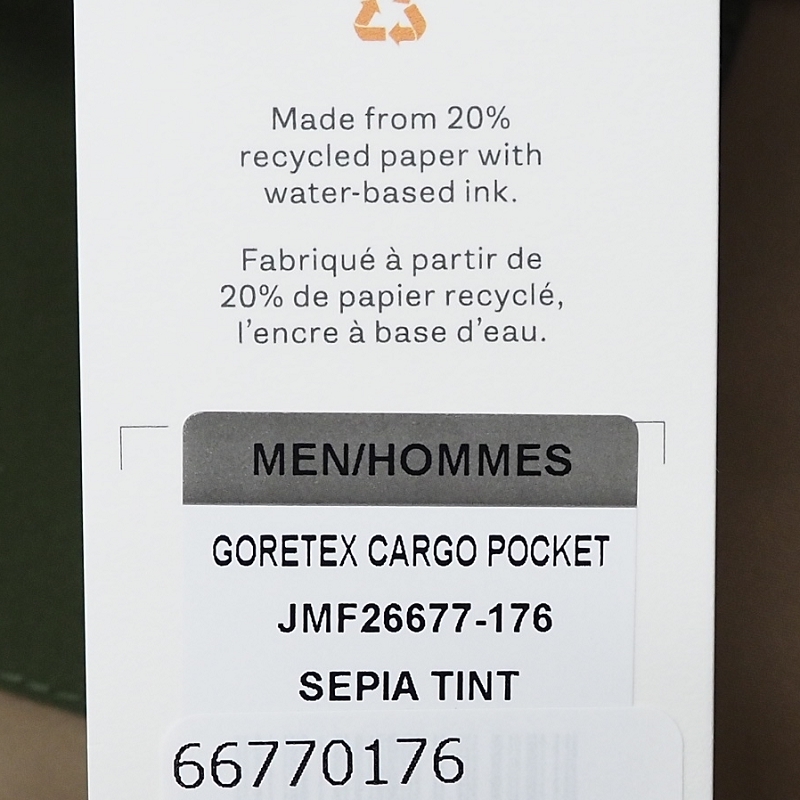 Made from 20%
recycled paper with
water-based ink.
Fabriqué à partir de
20% de papier recyclé,
l'encre à base d'eau.
MEN/HOMMES
GORETEX CARGO POCKET
JMF26677-176
SEPIA TINT
66770176